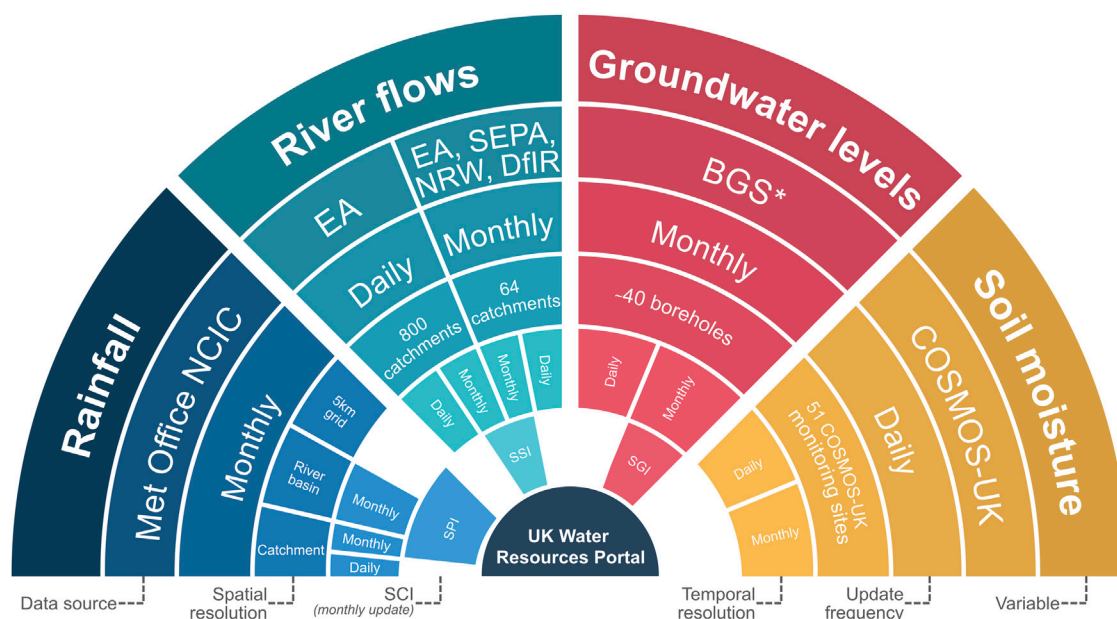 Rainfall
Met Office NCIC
Monthly
5km
grid
River
basin
Catchment
Monthly
Monthly
Daily
SPI
River flows
EA
EA, SEPA,
NRW, DfIR
Daily
Monthly
800
catchments
64
catchments
Daily
Monthly
Monthly
Daily
SSI
Groundwater levels
BGS*
Monthly
~40 boreholes
Daily
Monthly
SGI
Soil moisture
COSMOS-UK
Daily
51 COSMOS-UK
monitoring sites
Daily
Monthly
UK Water
Resources Portal
Data source
Spatial
resolution
SCI
(monthly update)
Temporal
resolution
Update
frequency
Variable